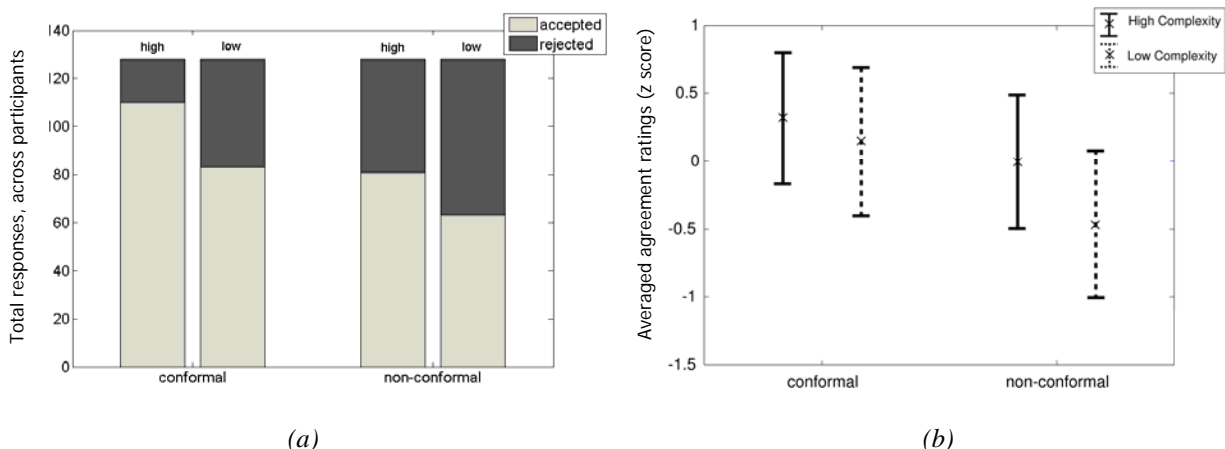 accepted
rejected
Total responses, across participants
140
120
100
80
60
40
20
0
high
low
high
low
conformal
non-conformal
(a)
High Complexity
Low Complexity
Averaged agreement ratings (z score)
1
0.5
0
-0.5
-1
-1.5
conformal
non-conformal
(b)